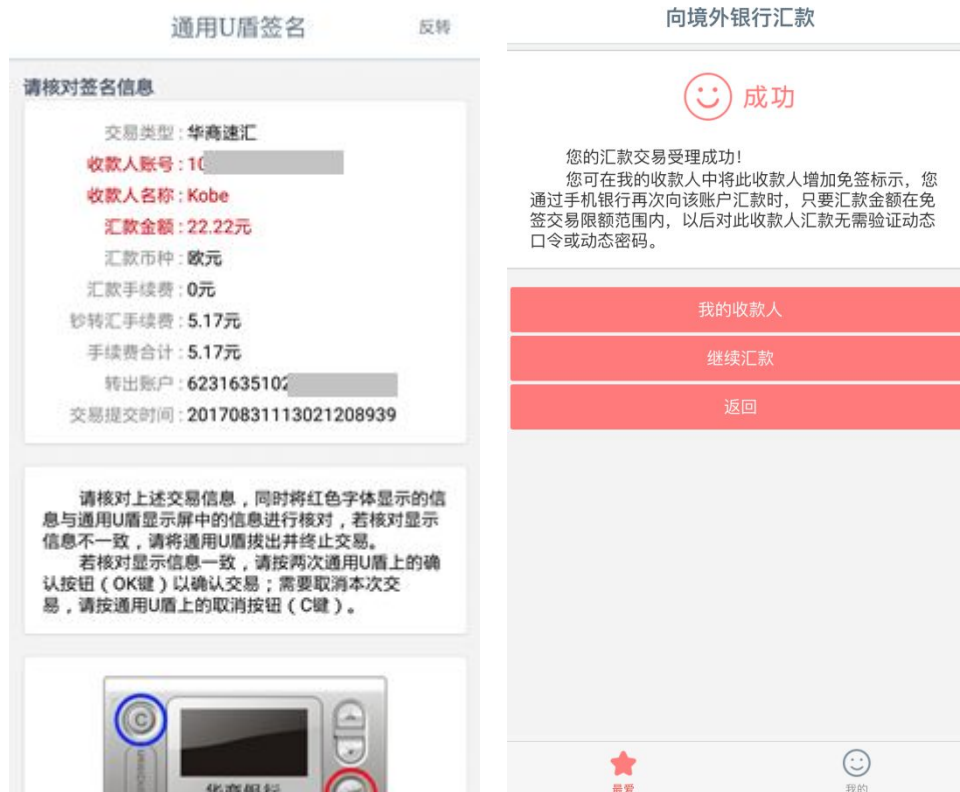 通用U盾签名
反转
请核对签名信息
交易类型：华商速汇
收款人账号：10
收款人名称：Kobe
汇款金额：22.22元
汇款币种：欧元
汇款手续费：0元
钞转汇手续费：5.17元
手续费合计：5.17元
转出账户：6231635102
交易提交时间：20170831113021208939
请核对上述交易信息，同时将红色字体显示的信
息与通用U盾显示屏中的信息进行核对，若核对显示
信息不一致，请将通用U盾拔出并终止交易。
若核对显示信息一致，请按两次通用U盾上的确
认按钮（OK键）以确认交易；需要取消本次交
易，请按通用U盾上的取消按钮（C键）。
C
华商银行
向境外银行汇款
成功
您的汇款交易受理成功！
您可在我的收款人中将此收款人增加免签标示，您
通过手机银行再次向该账户汇款时，只要汇款金额在免
签交易限额范围内，以后对此收款人汇款无需验证动态
口令或动态密码。
我的收款人
继续汇款
返回
最爱
我的